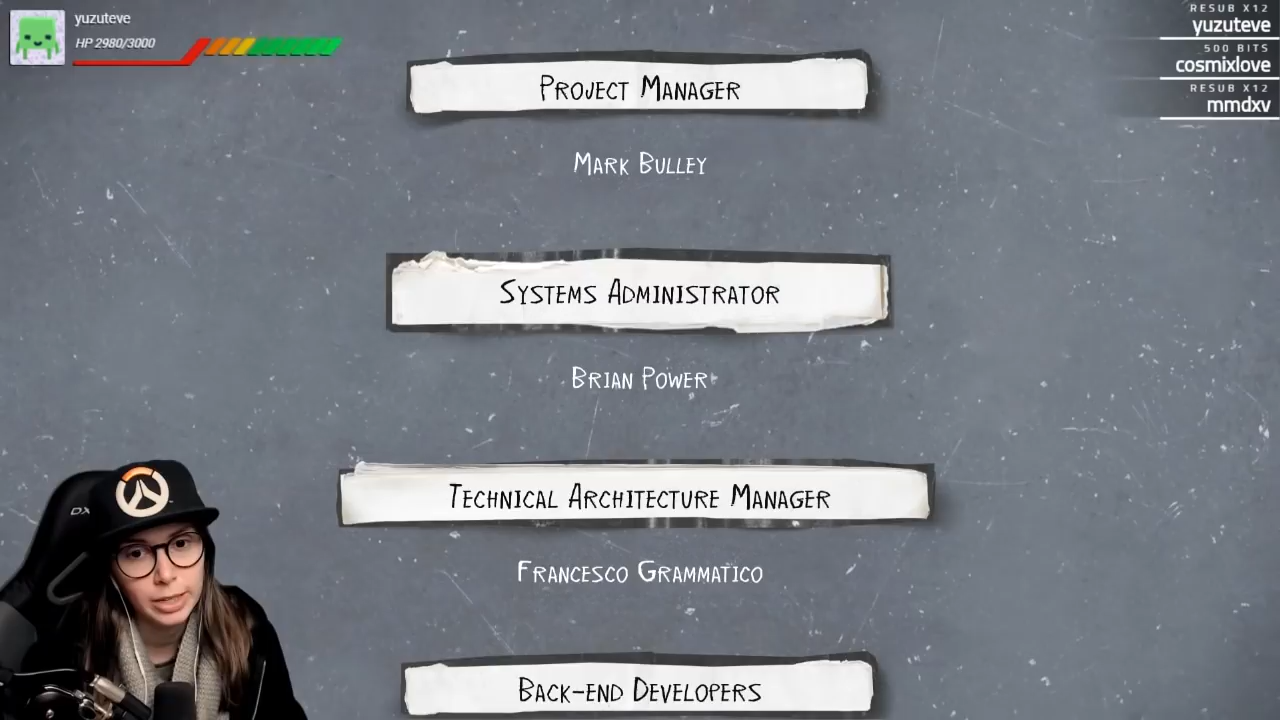 yuzuteve
HP 2980/3000
RESUB X12
yuzuteve
500 BITS
cosmixlove
RESUB X12
mmdxv
PROJECT MANAGER
MARK BULLEY
SYSTEMS ADMINISTRATOR
BRIAN POWER
TECHNICAL ARCHITECTURE MANAGER
FRANCESCO GRAMMATICO
BACK-END DEVELOPERS
DX